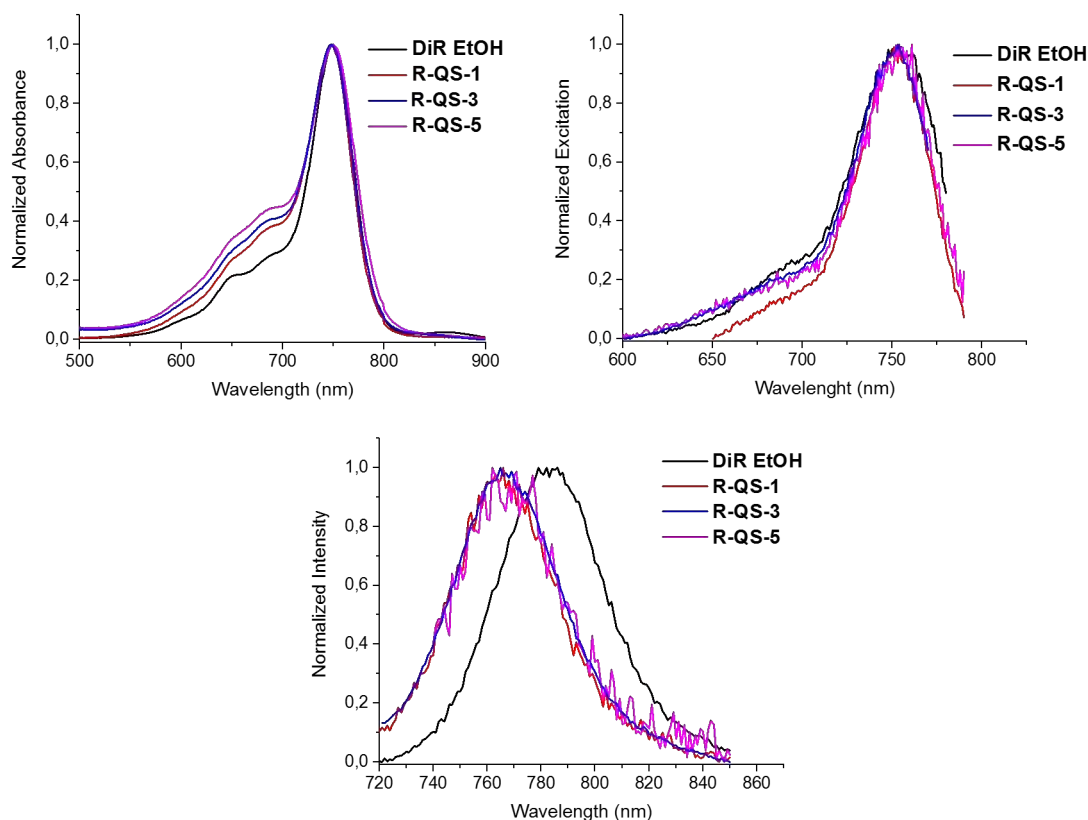 DiR EtOH
R-QS-1
R-QS-3
R-QS-5
Normalized Absorbance
1,0
0,8
0,6
0,4
0,2
0,0
500 600 700 800 900
Wavelength (nm)
DiR EtOH
R-QS-1
R-QS-3
R-QS-5
Normalized Excitation
1,0
0,8
0,6
0,4
0,2
0,0
600 650 700 750 800
Wavelenght (nm)
DiR EtOH
R-QS-1
R-QS-3
R-QS-5
Normalized Intensity
1,0
0,8
0,6
0,4
0,2
0,0
720 740 760 780 800 820 840 860
Wavelength (nm)